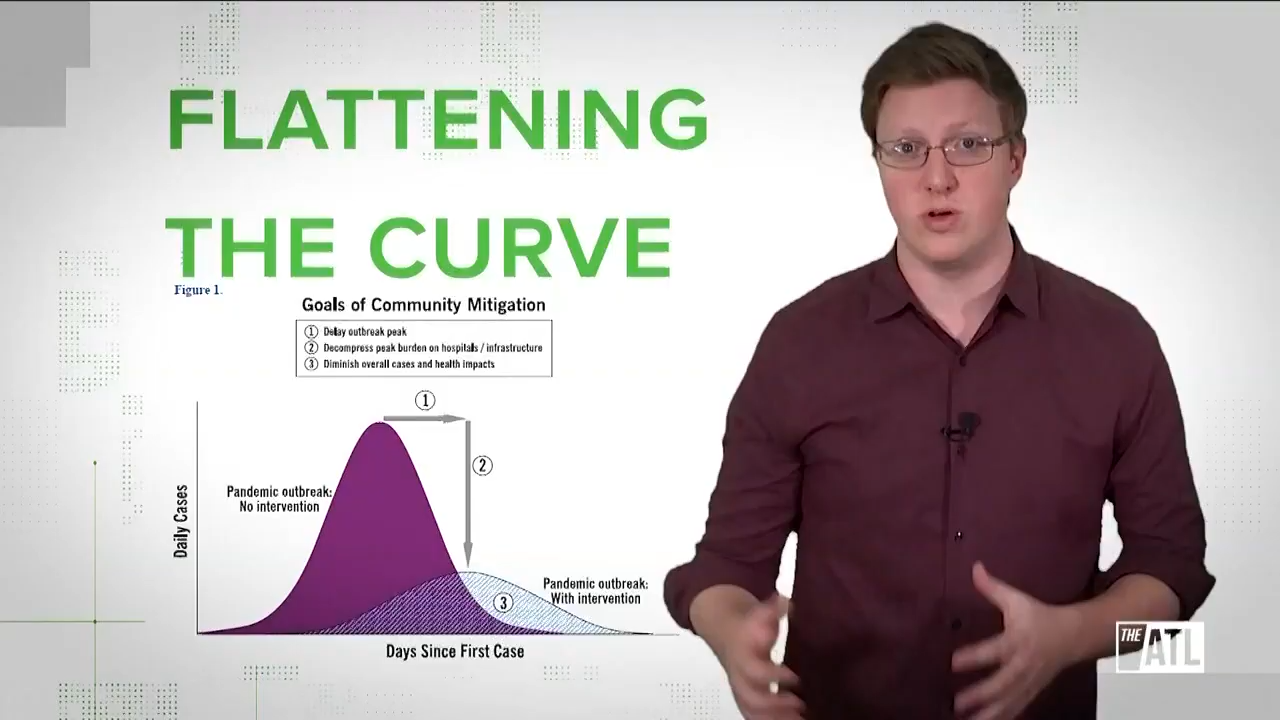 FLATTENING
THE CURVE
Figure 1.
Goals of Community Mitigation
① Delay outbreak peak
② Decompress peak burden on hospitals / infrastructure
③ Diminish overall cases and health impacts
①
②
Pandemic outbreak:
No intervention
Daily Cases
Pandemic outbreak:
With intervention
③
Days Since First Case
THE ATL